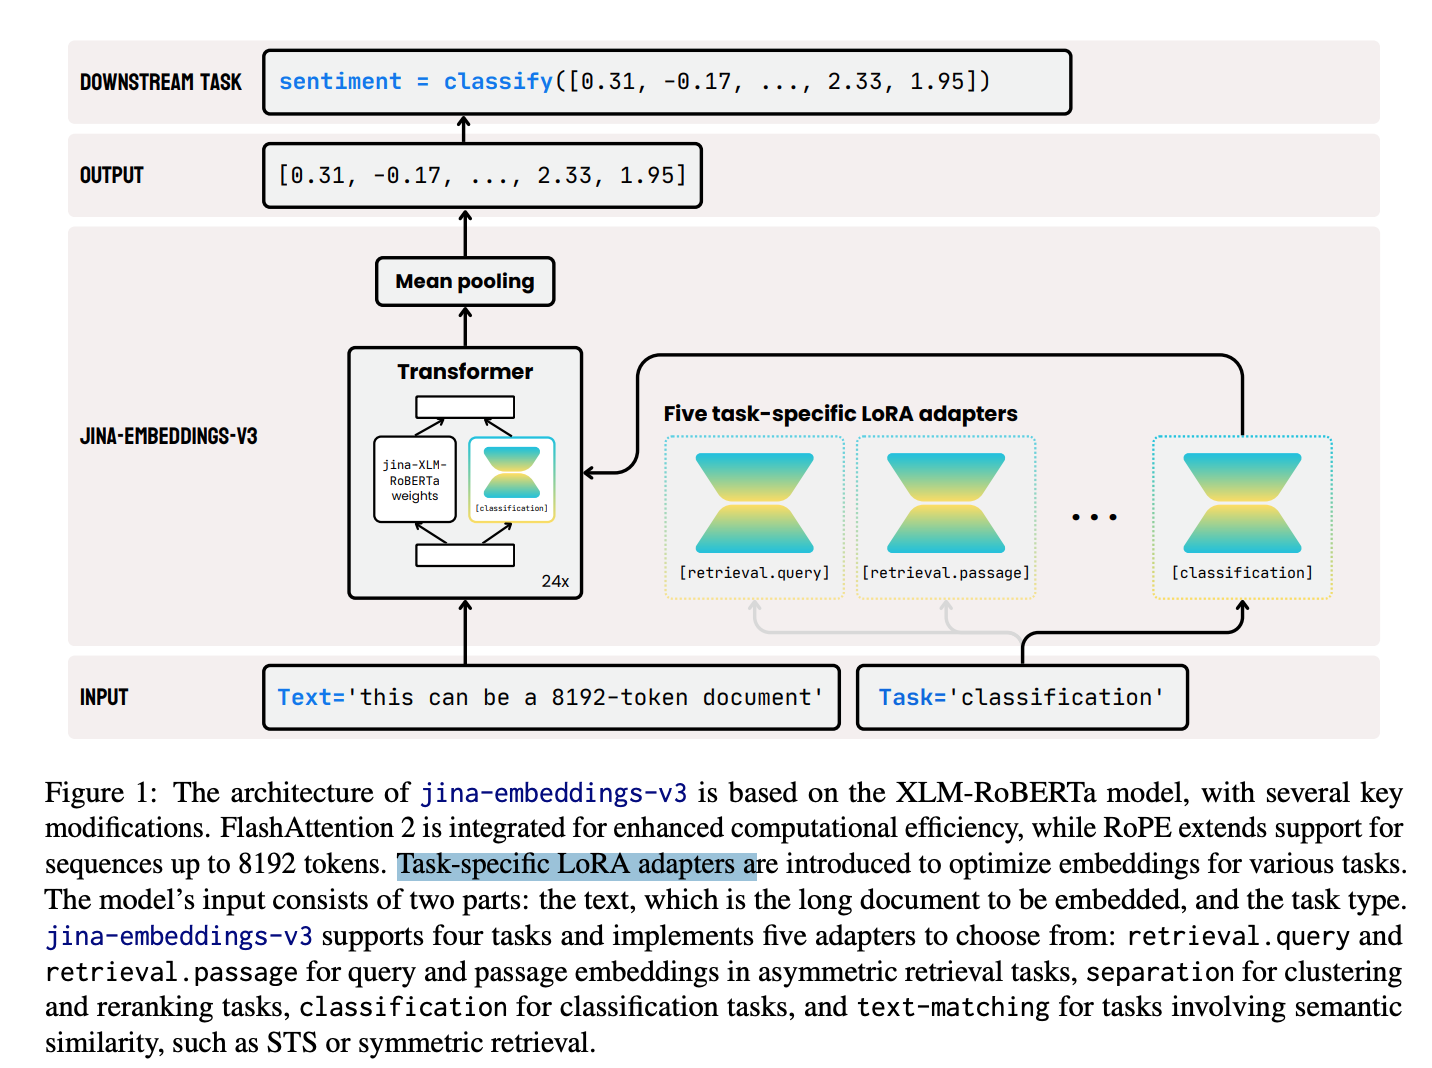 DOWNSTREAM TASK
sentiment = classify([0.31, -0.17, ..., 2.33, 1.95])
OUTPUT
[0.31, -0.17, ..., 2.33, 1.95]
Mean pooling
JINA-EMBEDDINGS-V3
Transformer
jina-XLM-
RoBERTa
weights
[classification]
24x
Five task-specific LoRA adapters
[retrieval.query]
[retrieval.passage]
...
[classification]
INPUT
Text='this can be a 8192-token document'
Task='classification'
Figure 1: The architecture of jina-embeddings-v3 is based on the XLM-RoBERTa model, with several key
modifications. FlashAttention 2 is integrated for enhanced computational efficiency, while RoPE extends support for
sequences up to 8192 tokens. Task-specific LoRA adapters are introduced to optimize embeddings for various tasks.
The model's input consists of two parts: the text, which is the long document to be embedded, and the task type.
jina-embeddings-v3 supports four tasks and implements five adapters to choose from: retrieval.query and
retrieval.passage for query and passage embeddings in asymmetric retrieval tasks, separation for clustering
and reranking tasks, classification for classification tasks, and text-matching for tasks involving semantic
similarity, such as STS or symmetric retrieval.